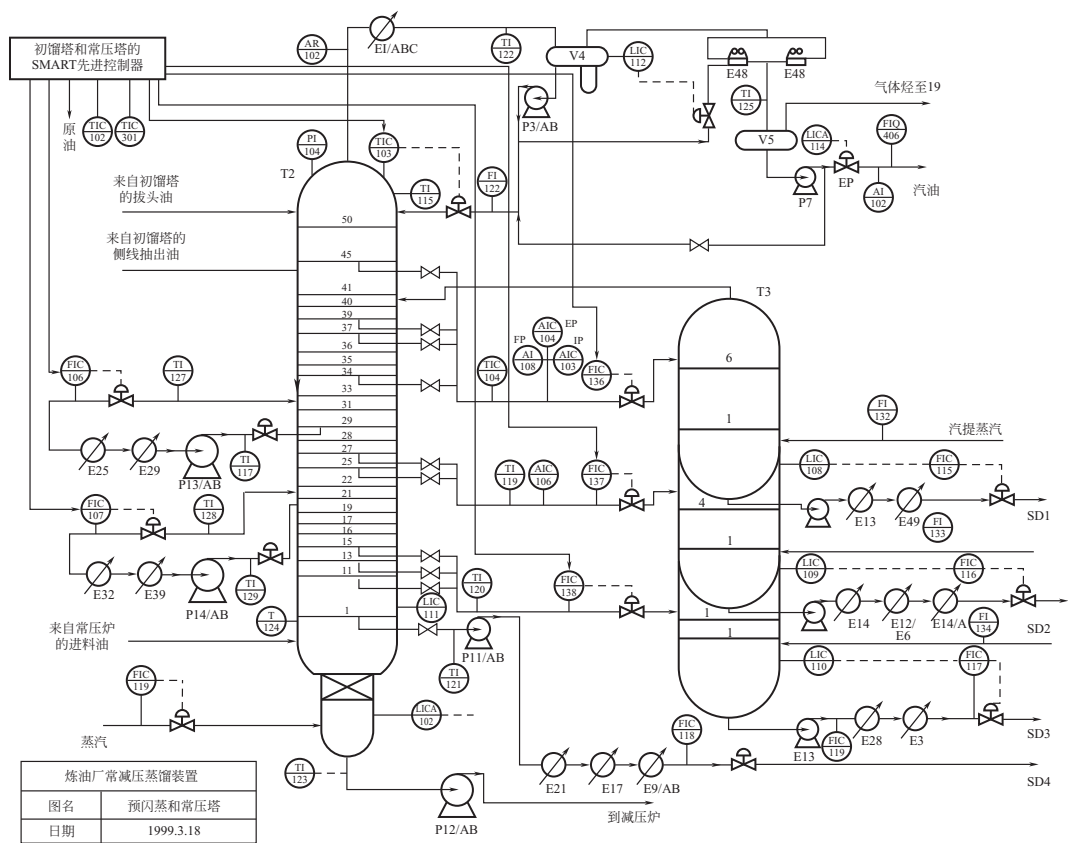 初馏塔和常压塔的
SMART先进控制器
AR
102
EI/ABC
TI
122
V4
LIC
112
E48
E48
TI
125
气体烃至19
P3/AB
V5
LICA
114
FIQ
406
P7
EP
AI
102
汽油
原油
TIC
102
TIC
301
PI
104
TIC
103
T2
TI
115
FI
122
来自初馏塔
的拔头油
来自初馏塔的
侧线抽出油
50
45
41
40
39
37
36
35
34
33
31
29
28
27
25
22
21
19
17
16
15
13
11
1
T3
FP
EP
IP
AIC
104
AI
108
AIC
103
TIC
104
FIC
136
6
1
4
1
1
1
FIC
106
TI
127
E25
E29
P13/AB
TI
117
FI
132
汽提蒸汽
LIC
108
FIC
115
TI
119
AIC
106
FIC
137
E13
E49
FI
133
SD1
FIC
107
TI
128
E32
E39
P14/AB
TI
129
LIC
109
FIC
116
TI
120
FIC
138
E14
E12/
E6
E14/A
FI
134
SD2
T
124
LIC
111
来自常压炉
的进料油
P11/AB
TI
121
LIC
110
FIC
117
FIC
119
蒸汽
LICA
102
E13
FIC
119
E28
E3
SD3
FIC
118
E21
E17
E9/AB
SD4
TI
123
P12/AB
到减压炉
炼油厂常减压蒸馏装置
图名 预闪蒸和常压塔
日期 1999.3.18